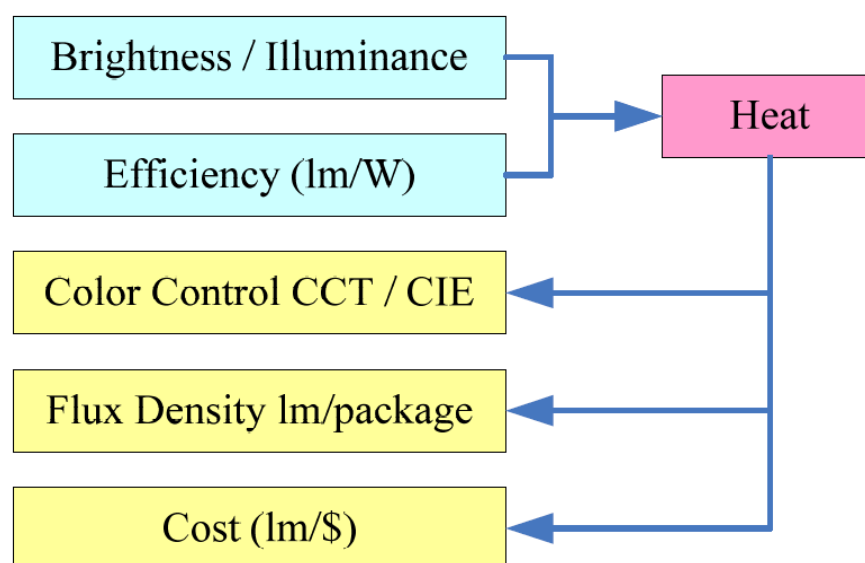 Brightness / Illuminance
Heat
Efficiency (lm/W)
Color Control CCT / CIE
Flux Density lm/package
Cost (lm/$)